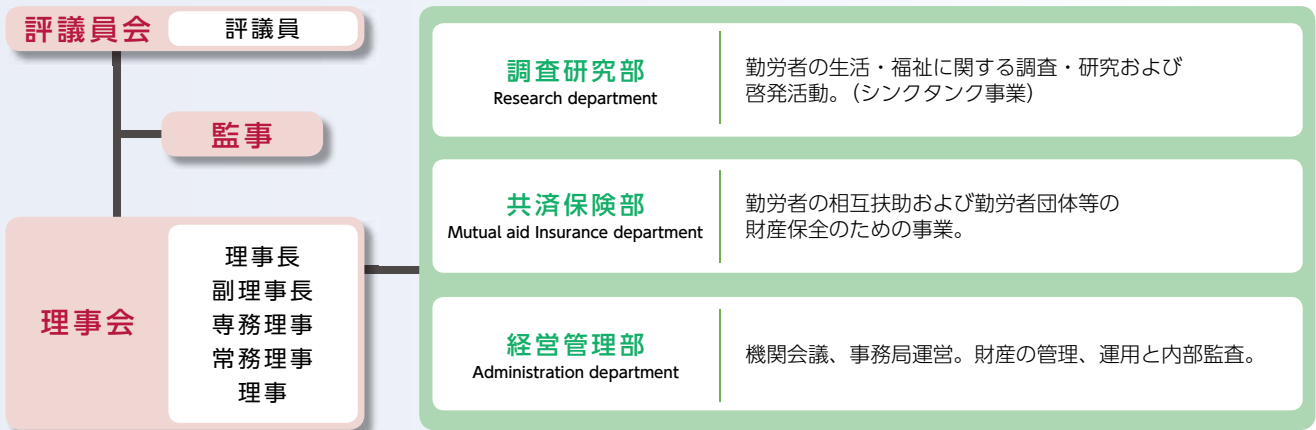 評議員会
評議員
監事
理事会
理事長
副理事長
専務理事
常務理事
理事
調査研究部
Research department
勤労者の生活・福祉に関する調査・研究および
啓発活動。(シンクタンク事業)
共済保険部
Mutual aid Insurance department
勤労者の相互扶助および勤労者団体等の
財産保全のための事業。
経営管理部
Administration department
機関会議、事務局運営。財産の管理、運用と内部監査。